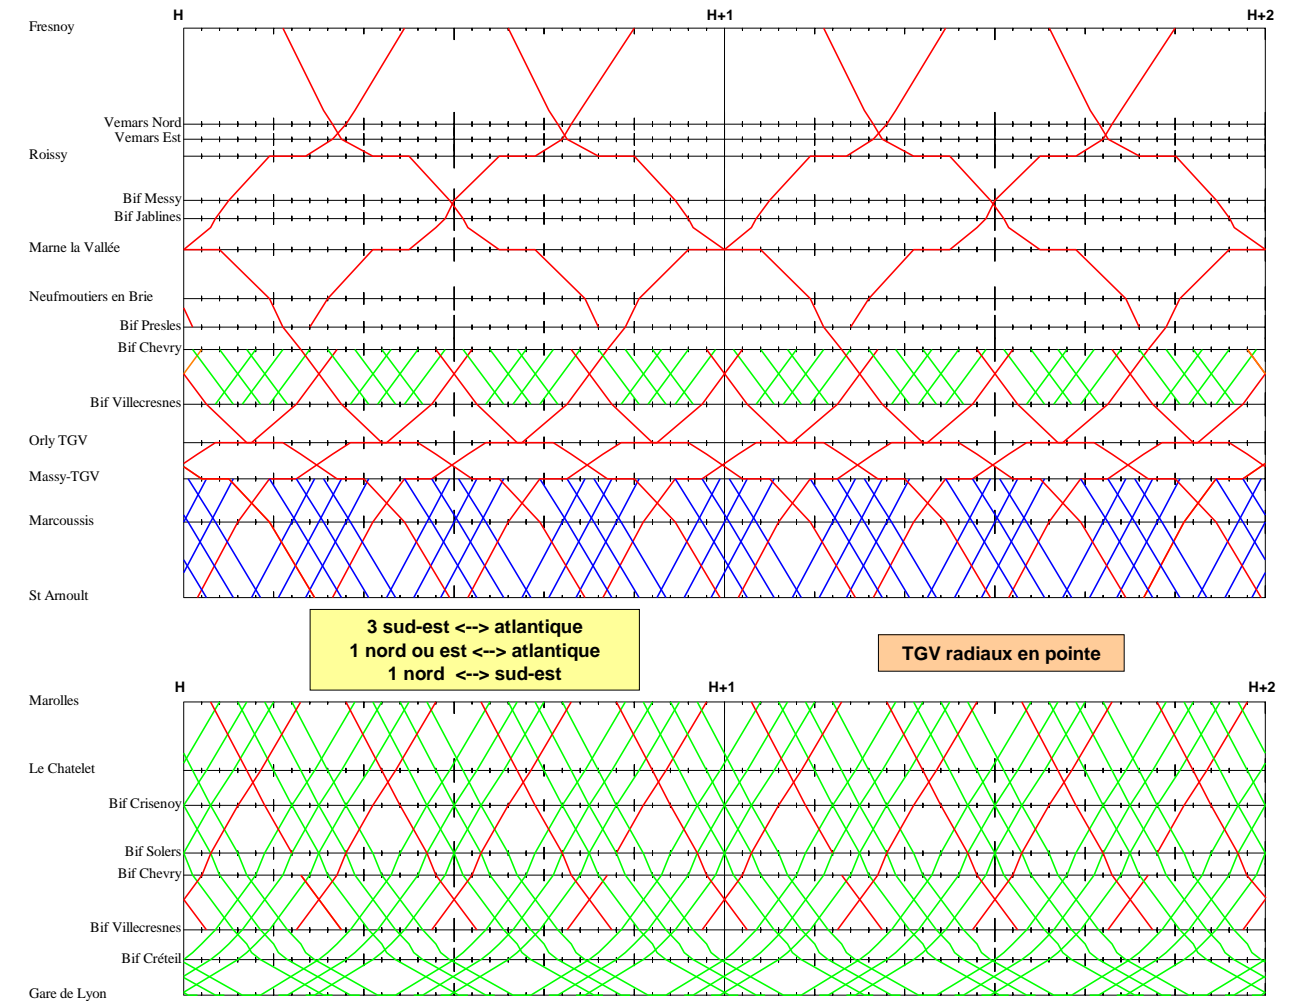 H H+1 H+2
Fresnoy
Vemars Nord
Vemars Est
Roissy
Bif Messy
Bif Jablines
Marne la Vallée
Neufmoutiers en Brie
Bif Presles
Bif Chevry
Bif Villecresnes
Orly TGV
Massy-TGV
Marcoussis
St Arnoult
3 sud-est <--> atlantique
1 nord ou est <--> atlantique
1 nord <--> sud-est
TGV radiaux en pointe
H H+1 H+2
Marolles
Le Chatelet
Bif Crisenoy
Bif Solers
Bif Chevry
Bif Villecresnes
Bif Créteil
Gare de Lyon